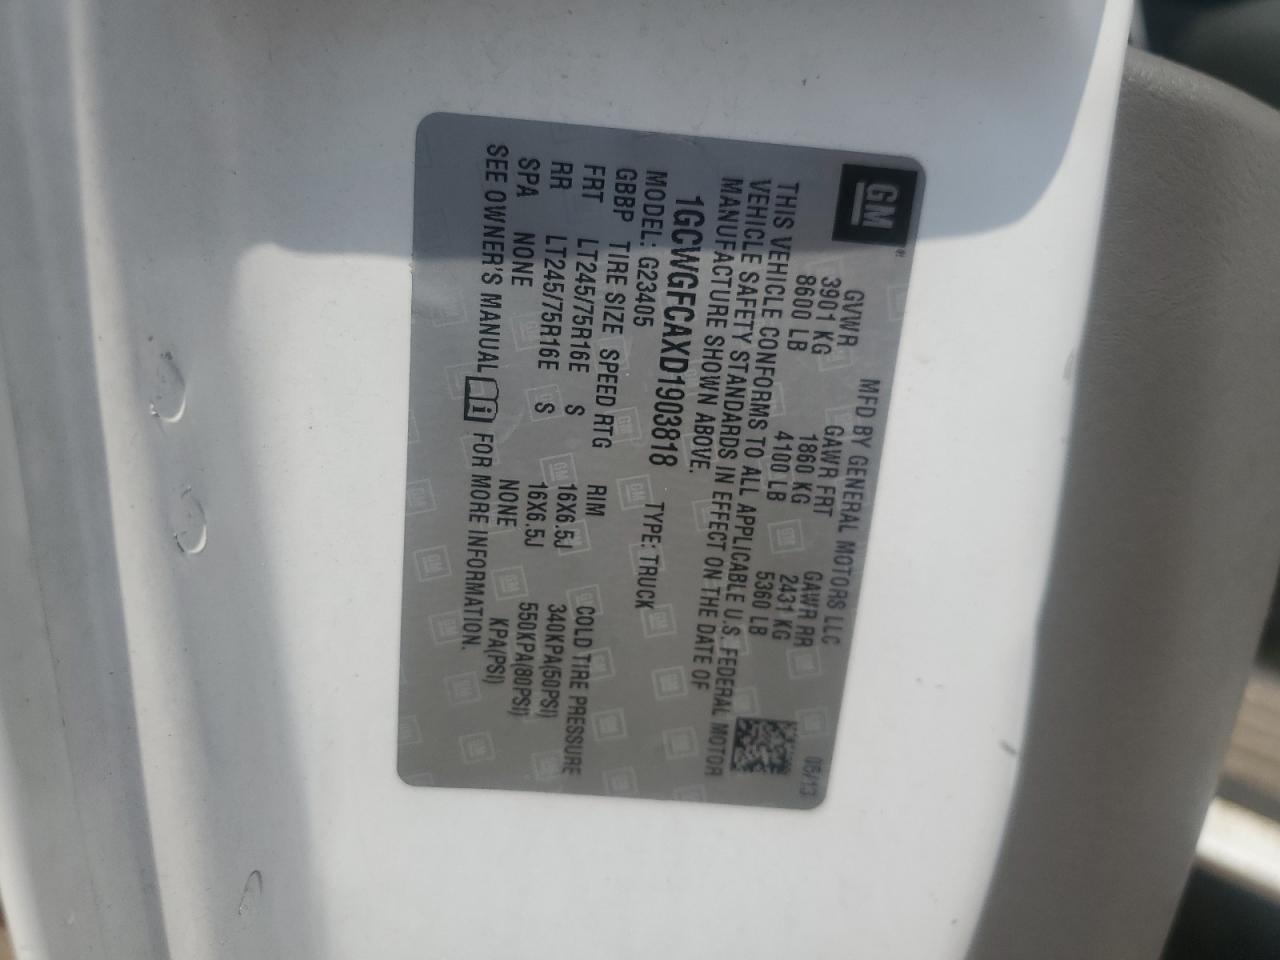 GM
MFD BY GENERAL MOTORS LLC 05/13
GVWR GAWR FRT GAWR RR
3901 KG 1860 KG 2431 KG
8600 LB 4100 LB 5360 LB
THIS VEHICLE CONFORMS TO ALL APPLICABLE U.S. FEDERAL MOTOR
VEHICLE SAFETY STANDARDS IN EFFECT ON THE DATE OF
MANUFACTURE SHOWN ABOVE.
1GCWGFCAXD1903818 TYPE: TRUCK
MODEL: G23405
GBBP TIRE SIZE SPEED RTG RIM COLD TIRE PRESSURE
FRT LT245/75R16E S 16X6.5J 340KPA(50PSI)
RR LT245/75R16E S 16X6.5J 550KPA(80PSI)
SPA NONE NONE KPA(PSI)
SEE OWNER'S MANUAL i FOR MORE INFORMATION.